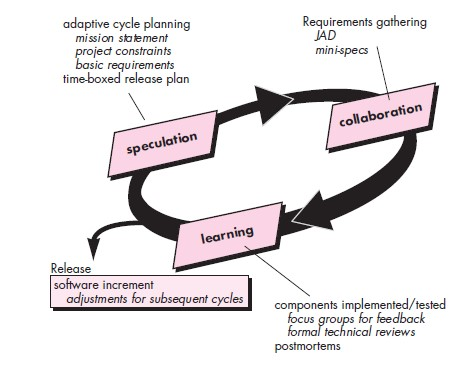 adaptive cycle planning
mission statement
project constraints
basic requirements
time-boxed release plan
Requirements gathering
JAD
mini-specs
speculation
collaboration
learning
Release
software increment
adjustments for subsequent cycles
components implemented/tested
focus groups for feedback
formal technical reviews
postmortems